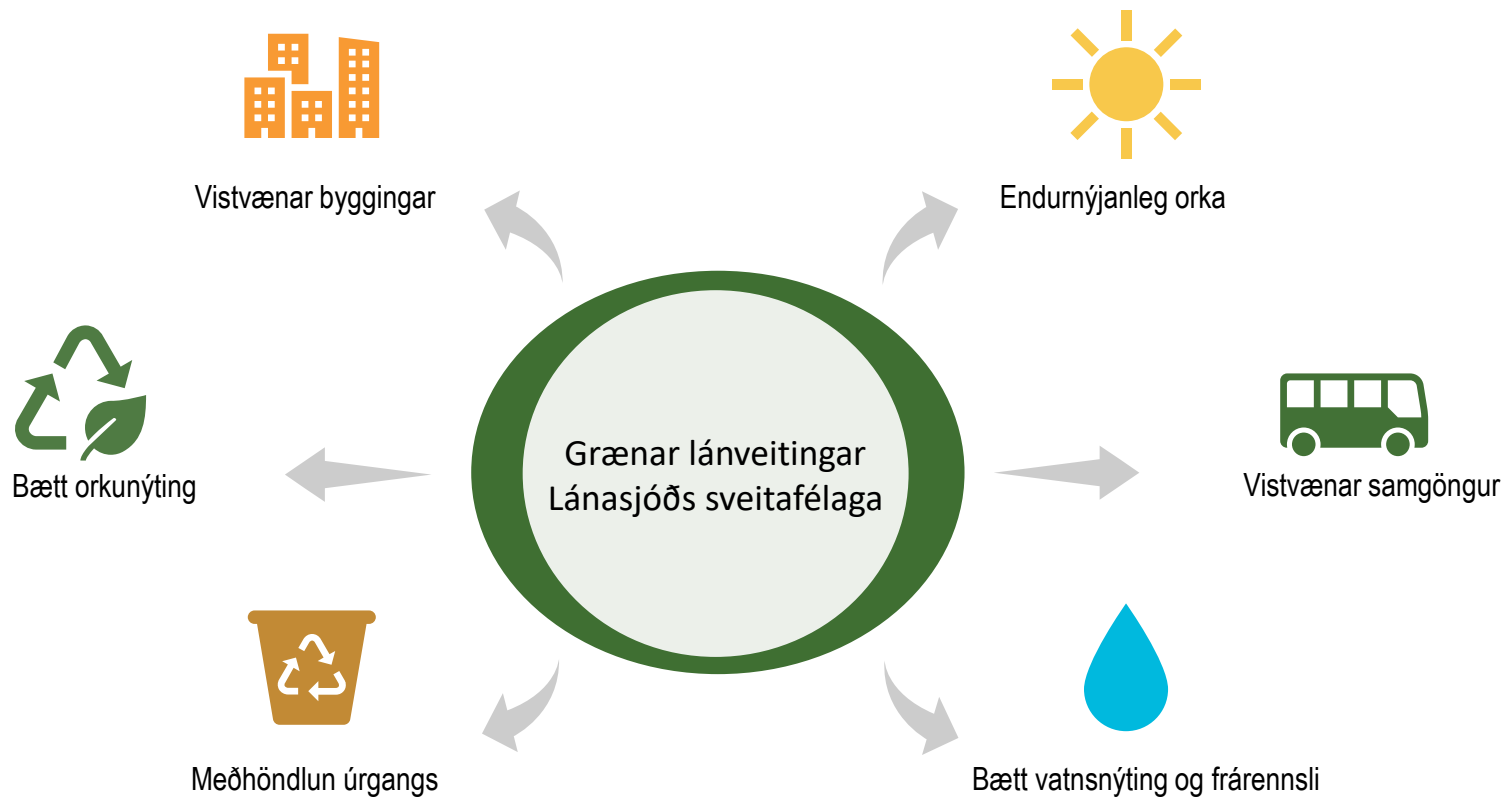 Vistvænar byggingar
Endurnýjanleg orka
Grænar lánveitingar
Lánasjóðs sveitafélaga
Bætt orkunýting
Vistvænar samgöngur
Meðhöndlun úrgangs
Bætt vatnsnýting og frárennsli